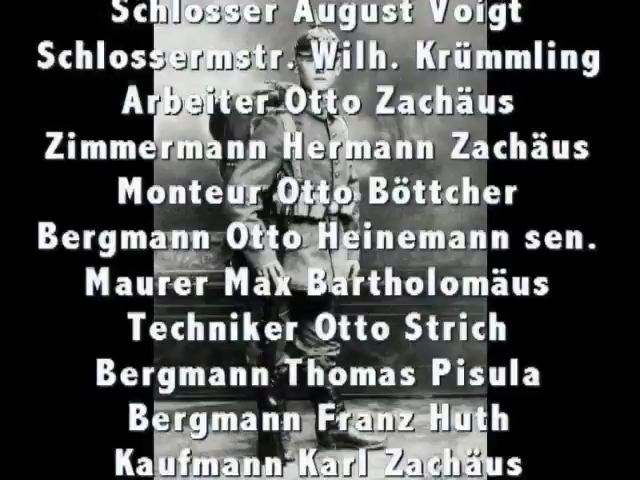 Schlosser August Voigt
Schlossermstr. Wilh. Krümmling
Arbeiter Otto Zachäus
Zimmermann Hermann Zachäus
Monteur Otto Böttcher
Bergmann Otto Heinemann sen.
Maurer Max Bartholomäus
Techniker Otto Strich
Bergmann Thomas Pisula
Bergmann Franz Huth
Kaufmann Karl Zachäus